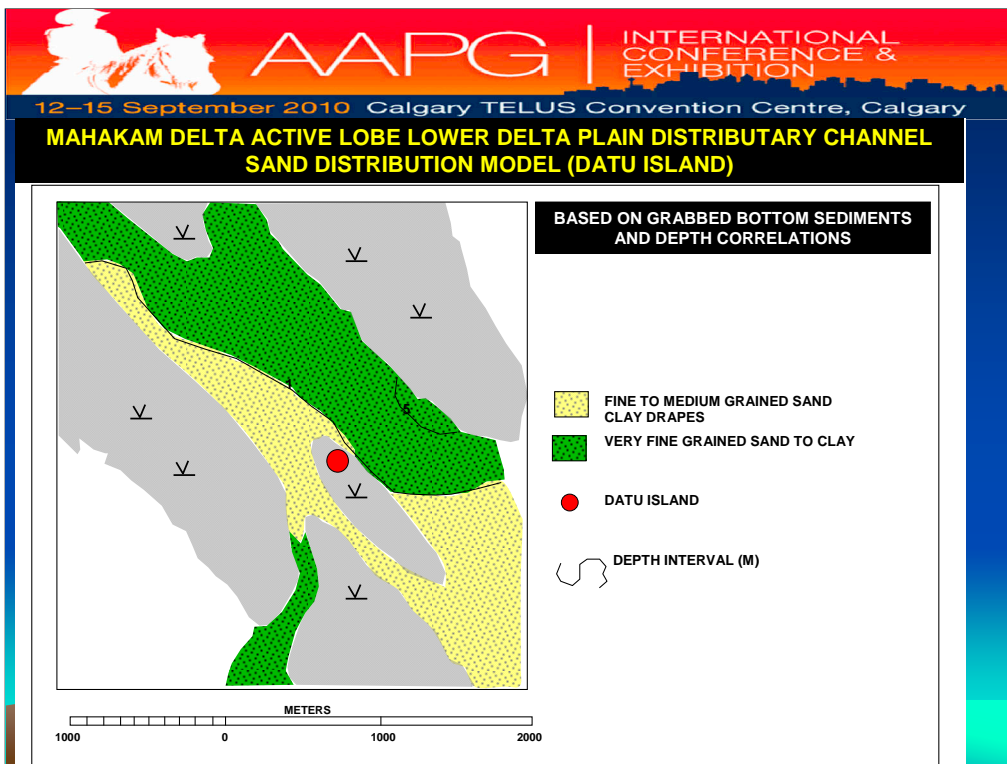 AAPG
INTERNATIONAL
CONFERENCE &
EXHIBITION
12–15 September 2010 Calgary TELUS Convention Centre, Calgary
MAHAKAM DELTA ACTIVE LOBE LOWER DELTA PLAIN DISTRIBUTARY CHANNEL
SAND DISTRIBUTION MODEL (DATU ISLAND)
BASED ON GRABBED BOTTOM SEDIMENTS
AND DEPTH CORRELATIONS
1
5
FINE TO MEDIUM GRAINED SAND
CLAY DRAPES
VERY FINE GRAINED SAND TO CLAY
DATU ISLAND
DEPTH INTERVAL (M)
METERS
1000 0 1000 2000